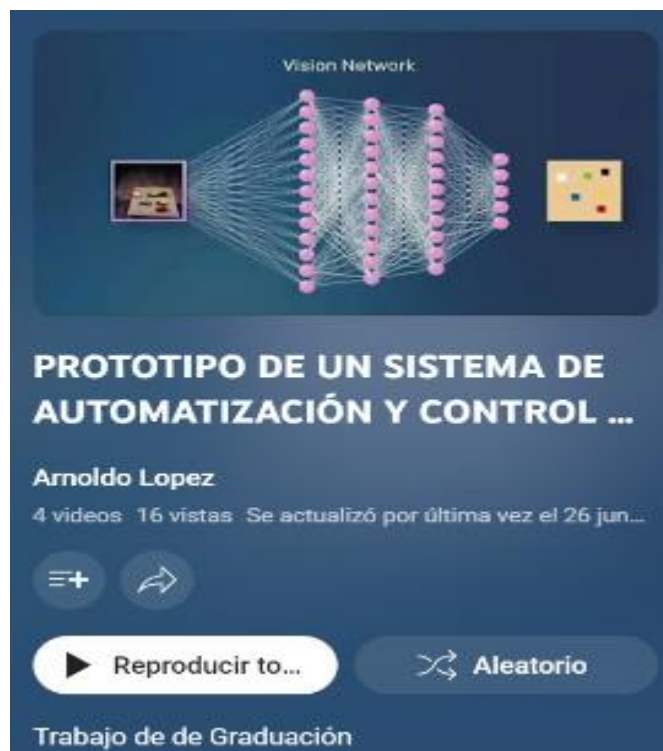 Vision Network
PROTOTIPO DE UN SISTEMA DE
AUTOMATIZACIÓN Y CONTROL ...
Arnoldo Lopez
4 videos 16 vistas Se actualizó por última vez el 26 jun...
Reproducir to...
Aleatorio
Trabajo de de Graduación